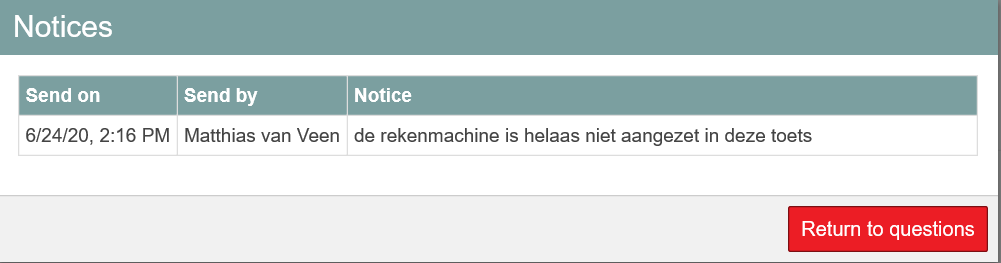 Notices
Send on Send by Notice
6/24/20, 2:16 PM Matthias van Veen de rekenmachine is helaas niet aangezet in deze toets
Return to questions